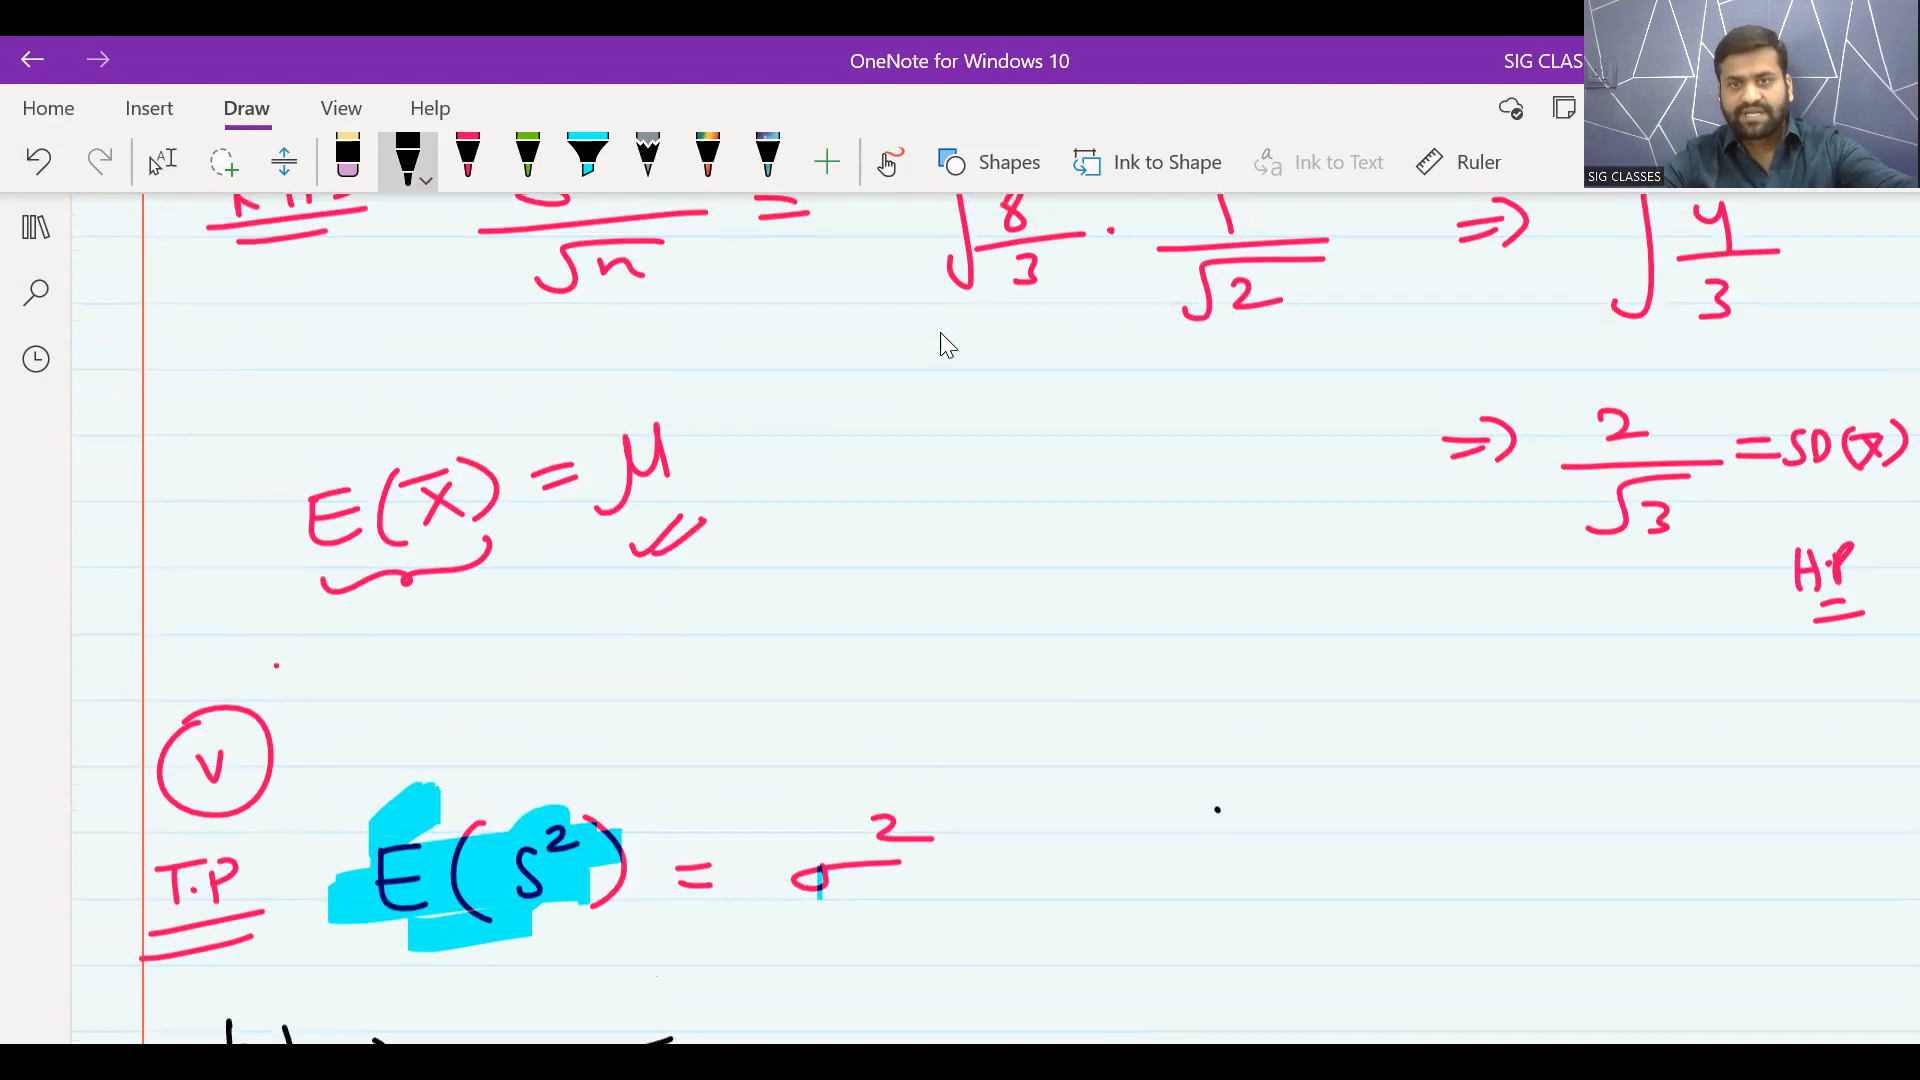 OneNote for Windows 10
SIG CLAS
Home Insert Draw View Help
Shapes Ink to Shape Ink to Text Ruler
SIG CLASSES
√n = √8/3 · 1/√2 ⇒ √4/3
E(x̄) = μ
⇒ 2/√3 = SD(x̄)
H.P
V
T.P E(S²) = σ²